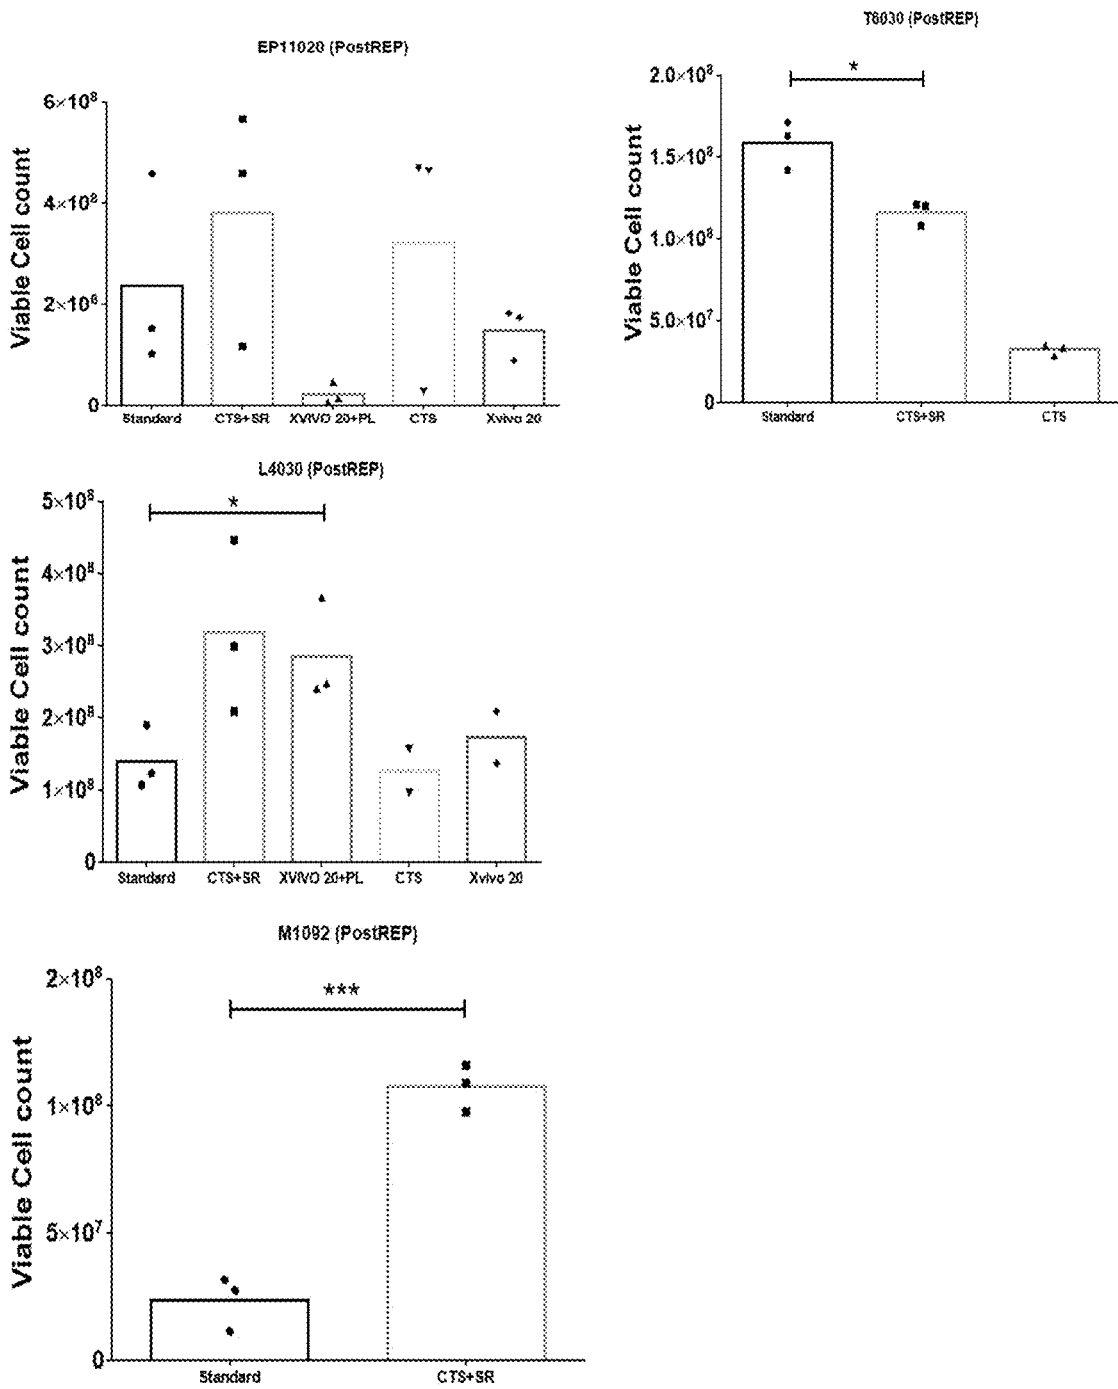 EP11020 (PostREP)
Viable Cell count
6×10⁸
4×10⁸
2×10⁸
0
Standard CTS+SR XVIVO 20+PL CTS Xvivo 20
T6030 (PostREP)
*
Viable Cell count
2.0×10⁸
1.5×10⁸
1.0×10⁸
5.0×10⁷
0
Standard CTS+SR CTS
L4030 (PostREP)
*
Viable Cell count
5×10⁸
4×10⁸
3×10⁸
2×10⁸
1×10⁸
0
Standard CTS+SR XVIVO 20+PL CTS Xvivo 20
M1092 (PostREP)
***
Viable Cell count
2×10⁸
1×10⁸
5×10⁷
0
Standard CTS+SR